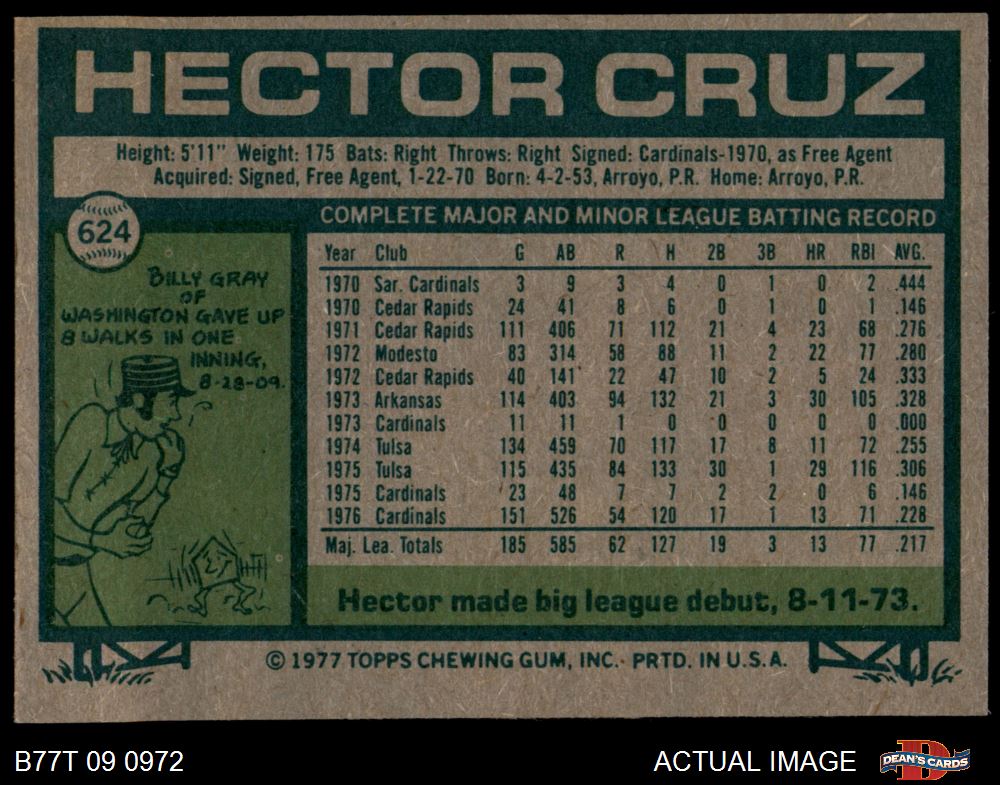 HECTOR CRUZ
Height: 5'11" Weight: 175 Bats: Right Throws: Right Signed: Cardinals-1970, as Free Agent
Acquired: Signed, Free Agent, 1-22-70 Born: 4-2-53, Arroyo, P.R. Home: Arroyo, P.R.
624
BILLY GRAY
OF
WASHINGTON GAVE UP
8 WALKS IN ONE
INNING,
8-28-09.
COMPLETE MAJOR AND MINOR LEAGUE BATTING RECORD
Year Club G AB R H 2B 3B HR RBI AVG.
1970 Sar. Cardinals 3 9 3 4 0 1 0 2 .444
1970 Cedar Rapids 24 41 8 6 0 1 0 1 .146
1971 Cedar Rapids 111 406 71 112 21 4 23 68 .276
1972 Modesto 83 314 58 88 11 2 22 77 .280
1972 Cedar Rapids 40 141 22 47 10 2 5 24 .333
1973 Arkansas 114 403 94 132 21 3 30 105 .328
1973 Cardinals 11 11 1 0 0 0 0 0 .000
1974 Tulsa 134 459 70 117 17 8 11 72 .255
1975 Tulsa 115 435 84 133 30 1 29 116 .306
1975 Cardinals 23 48 7 7 2 2 0 6 .146
1976 Cardinals 151 526 54 120 17 1 13 71 .228
Maj. Lea. Totals 185 585 62 127 19 3 13 77 .217
Hector made big league debut, 8-11-73.
© 1977 TOPPS CHEWING GUM, INC. PRTD. IN U.S.A.
B77T 09 0972
ACTUAL IMAGE
D
DEAN'S CARDS